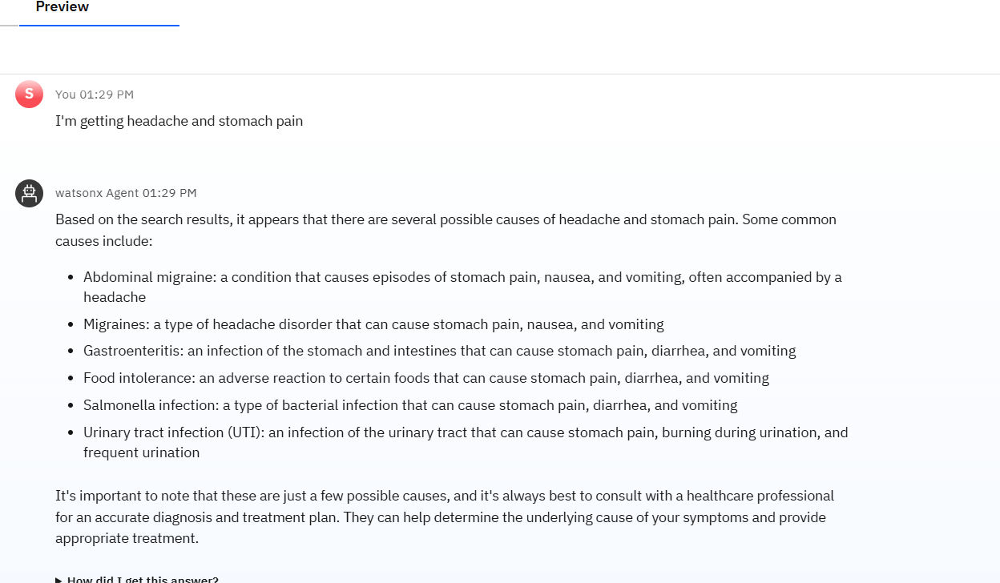 Preview
S
You 01:29 PM
I'm getting headache and stomach pain
watsonx Agent 01:29 PM
Based on the search results, it appears that there are several possible causes of headache and stomach pain. Some common
causes include:
• Abdominal migraine: a condition that causes episodes of stomach pain, nausea, and vomiting, often accompanied by a
headache
• Migraines: a type of headache disorder that can cause stomach pain, nausea, and vomiting
• Gastroenteritis: an infection of the stomach and intestines that can cause stomach pain, diarrhea, and vomiting
• Food intolerance: an adverse reaction to certain foods that can cause stomach pain, diarrhea, and vomiting
• Salmonella infection: a type of bacterial infection that can cause stomach pain, diarrhea, and vomiting
• Urinary tract infection (UTI): an infection of the urinary tract that can cause stomach pain, burning during urination, and
frequent urination
It's important to note that these are just a few possible causes, and it's always best to consult with a healthcare professional
for an accurate diagnosis and treatment plan. They can help determine the underlying cause of your symptoms and provide
appropriate treatment.
How did I get this answer?